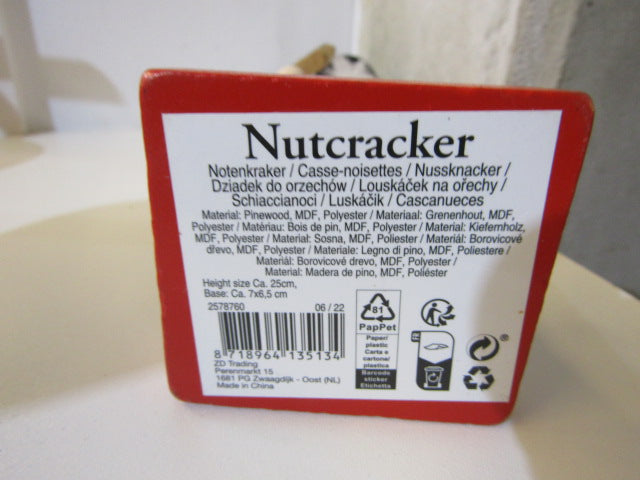 Nutcracker
Notenkraker / Casse-noisettes / Nussknacker /
Dziadek do orzechów / Louskáček na ořechy /
Schiaccianoci / Luskáčik / Cascanueces
Material: Pinewood, MDF, Polyester / Materiaal: Grenenhout, MDF,
Polyester / Matèriau: Bois de pin, MDF, Polyester / Material: Kiefernholz,
MDF, Polyester / Material: Sosna, MDF, Poliester / Materiál: Borovicové
dřevo, MDF, Polyester / Materiale: Legno di pino, MDF, Poliestere /
Materiál: Borovicové drevo, MDF, Polyester /
Material: Madera de pino, MDF, Poliéster
Height size Ca. 25cm,
Base: Ca. 7x6,5 cm
2578760 06 / 22
8 718964 135134
ZD Trading
Perenmarkt 15
1681 PG Zwaagdijk - Oost (NL)
Made in China
81
PapPet
Paper/
plastic
Carta e
cartone/
plastica
Barcode
sticker
Etichetta
FR
®